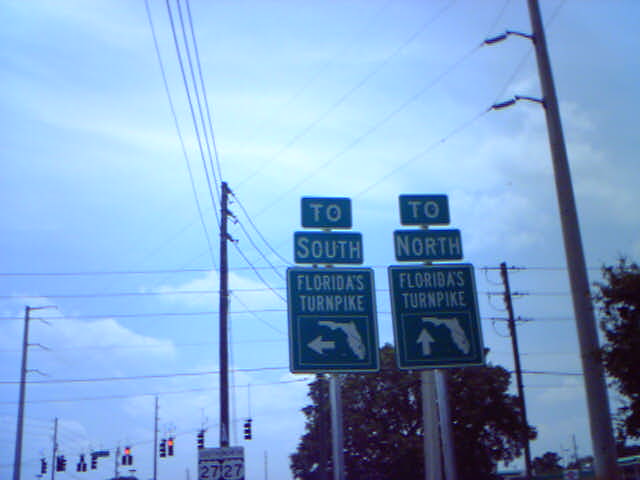 TO
SOUTH
FLORIDA'S
TURNPIKE
TO
NORTH
FLORIDA'S
TURNPIKE
27 27